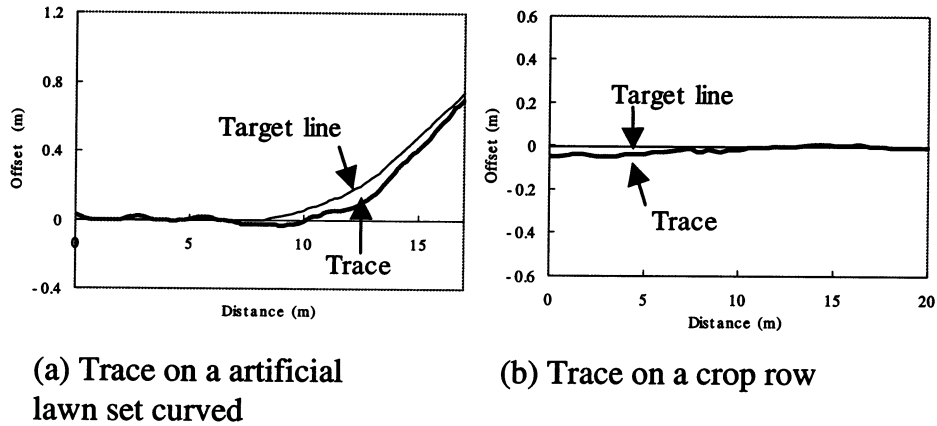 1.2
0.8
0.4
0
-0.4
Offset (m)
Target line
Trace
0
5
10
15
Distance (m)
(a) Trace on a artificial
lawn set curved
0.6
0.4
0.2
0
-0.2
-0.4
-0.6
Offset (m)
Target line
Trace
0
5
10
15
20
Distance (m)
(b) Trace on a crop row